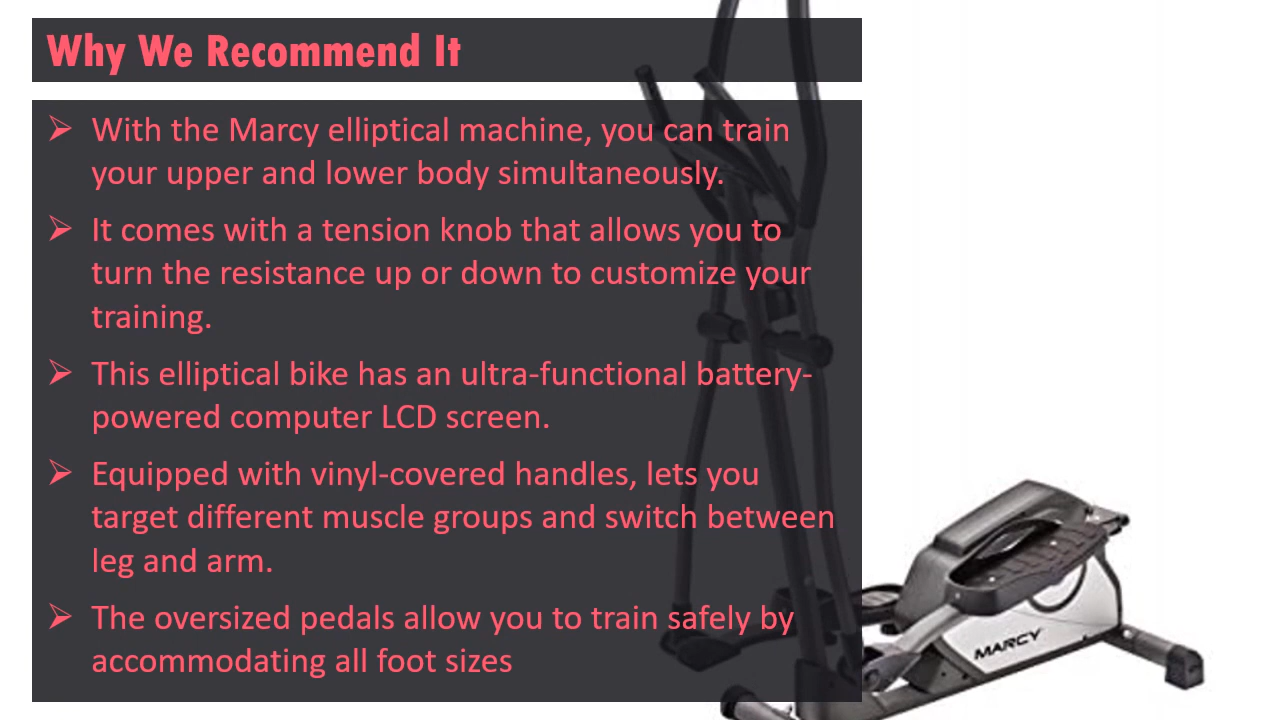 Why We Recommend It
With the Marcy elliptical machine, you can train
your upper and lower body simultaneously.
It comes with a tension knob that allows you to
turn the resistance up or down to customize your
training.
This elliptical bike has an ultra-functional battery-
powered computer LCD screen.
Equipped with vinyl-covered handles, lets you
target different muscle groups and switch between
leg and arm.
The oversized pedals allow you to train safely by
accommodating all foot sizes
MARCY